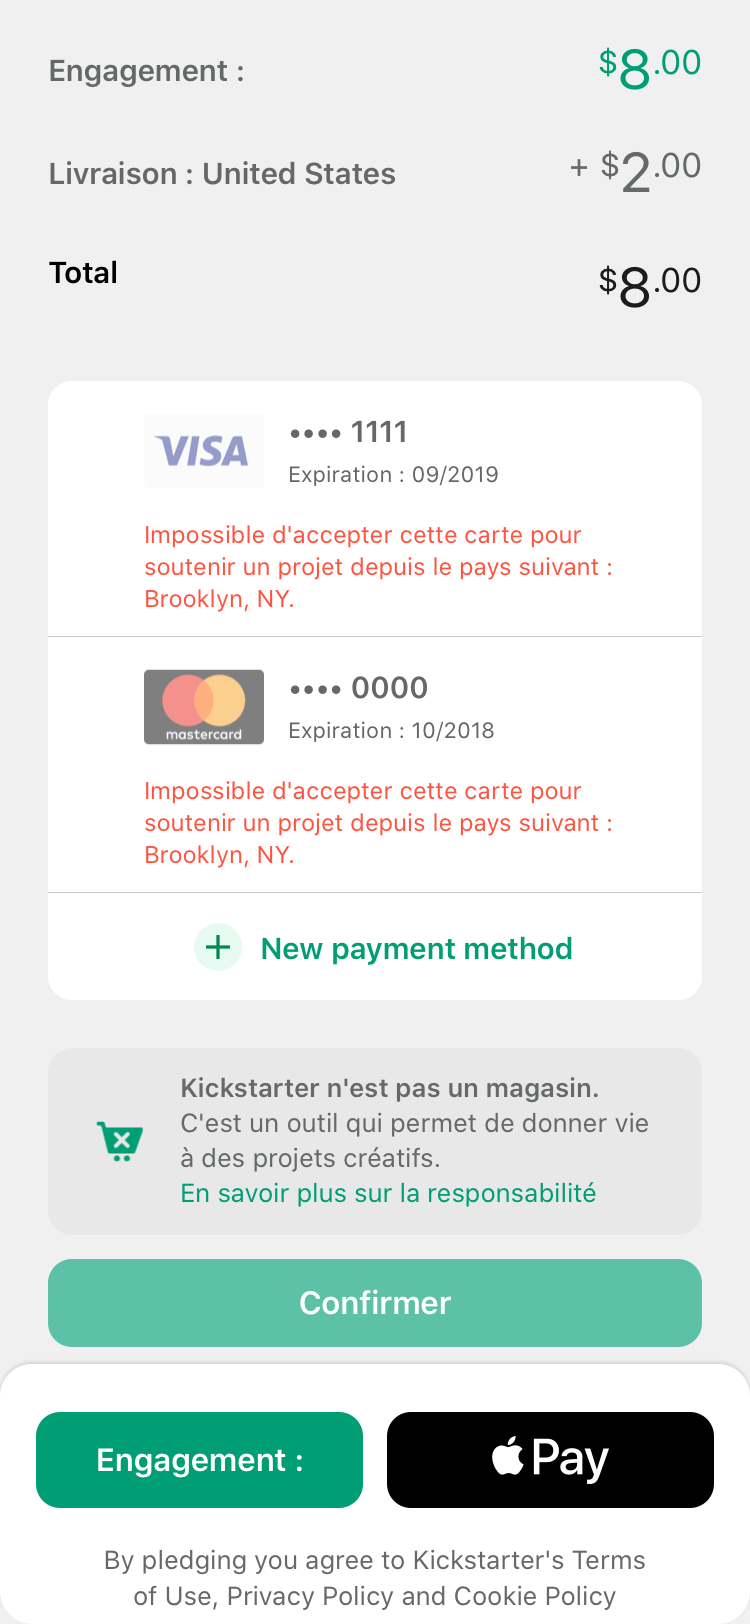 Engagement :
$8.00
Livraison : United States
+ $2.00
Total
$8.00
VISA
•••• 1111
Expiration : 09/2019
Impossible d'accepter cette carte pour
soutenir un projet depuis le pays suivant :
Brooklyn, NY.
mastercard
•••• 0000
Expiration : 10/2018
Impossible d'accepter cette carte pour
soutenir un projet depuis le pays suivant :
Brooklyn, NY.
New payment method
Kickstarter n'est pas un magasin.
C'est un outil qui permet de donner vie
à des projets créatifs.
En savoir plus sur la responsabilité
Confirmer
Engagement :
Pay
By pledging you agree to Kickstarter's Terms
of Use, Privacy Policy and Cookie Policy